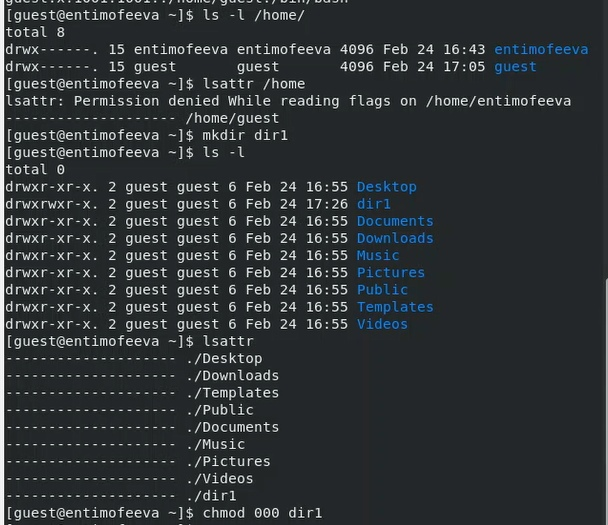 guest:x:1001:1001::/home/guest:/bin/bash
[guest@entimofeeva ~]$ ls -l /home/
total 8
drwx------. 15 entimofeeva entimofeeva 4096 Feb 24 16:43 entimofeeva
drwx------. 15 guest       guest       4096 Feb 24 17:05 guest
[guest@entimofeeva ~]$ lsattr /home
lsattr: Permission denied While reading flags on /home/entimofeeva
-------------------- /home/guest
[guest@entimofeeva ~]$ mkdir dir1
[guest@entimofeeva ~]$ ls -l
total 0
drwxr-xr-x. 2 guest guest 6 Feb 24 16:55 Desktop
drwxrwxr-x. 2 guest guest 6 Feb 24 17:26 dir1
drwxr-xr-x. 2 guest guest 6 Feb 24 16:55 Documents
drwxr-xr-x. 2 guest guest 6 Feb 24 16:55 Downloads
drwxr-xr-x. 2 guest guest 6 Feb 24 16:55 Music
drwxr-xr-x. 2 guest guest 6 Feb 24 16:55 Pictures
drwxr-xr-x. 2 guest guest 6 Feb 24 16:55 Public
drwxr-xr-x. 2 guest guest 6 Feb 24 16:55 Templates
drwxr-xr-x. 2 guest guest 6 Feb 24 16:55 Videos
[guest@entimofeeva ~]$ lsattr
-------------------- ./Desktop
-------------------- ./Downloads
-------------------- ./Templates
-------------------- ./Public
-------------------- ./Documents
-------------------- ./Music
-------------------- ./Pictures
-------------------- ./Videos
-------------------- ./dir1
[guest@entimofeeva ~]$ chmod 000 dir1